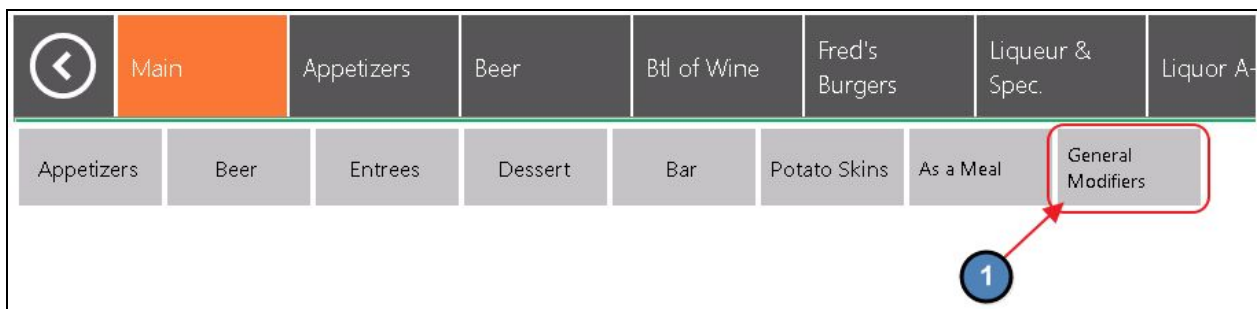 Main
Appetizers
Beer
Btl of Wine
Fred's
Burgers
Liqueur &
Spec.
Liquor A-
Appetizers
Beer
Entrees
Dessert
Bar
Potato Skins
As a Meal
General
Modifiers
1